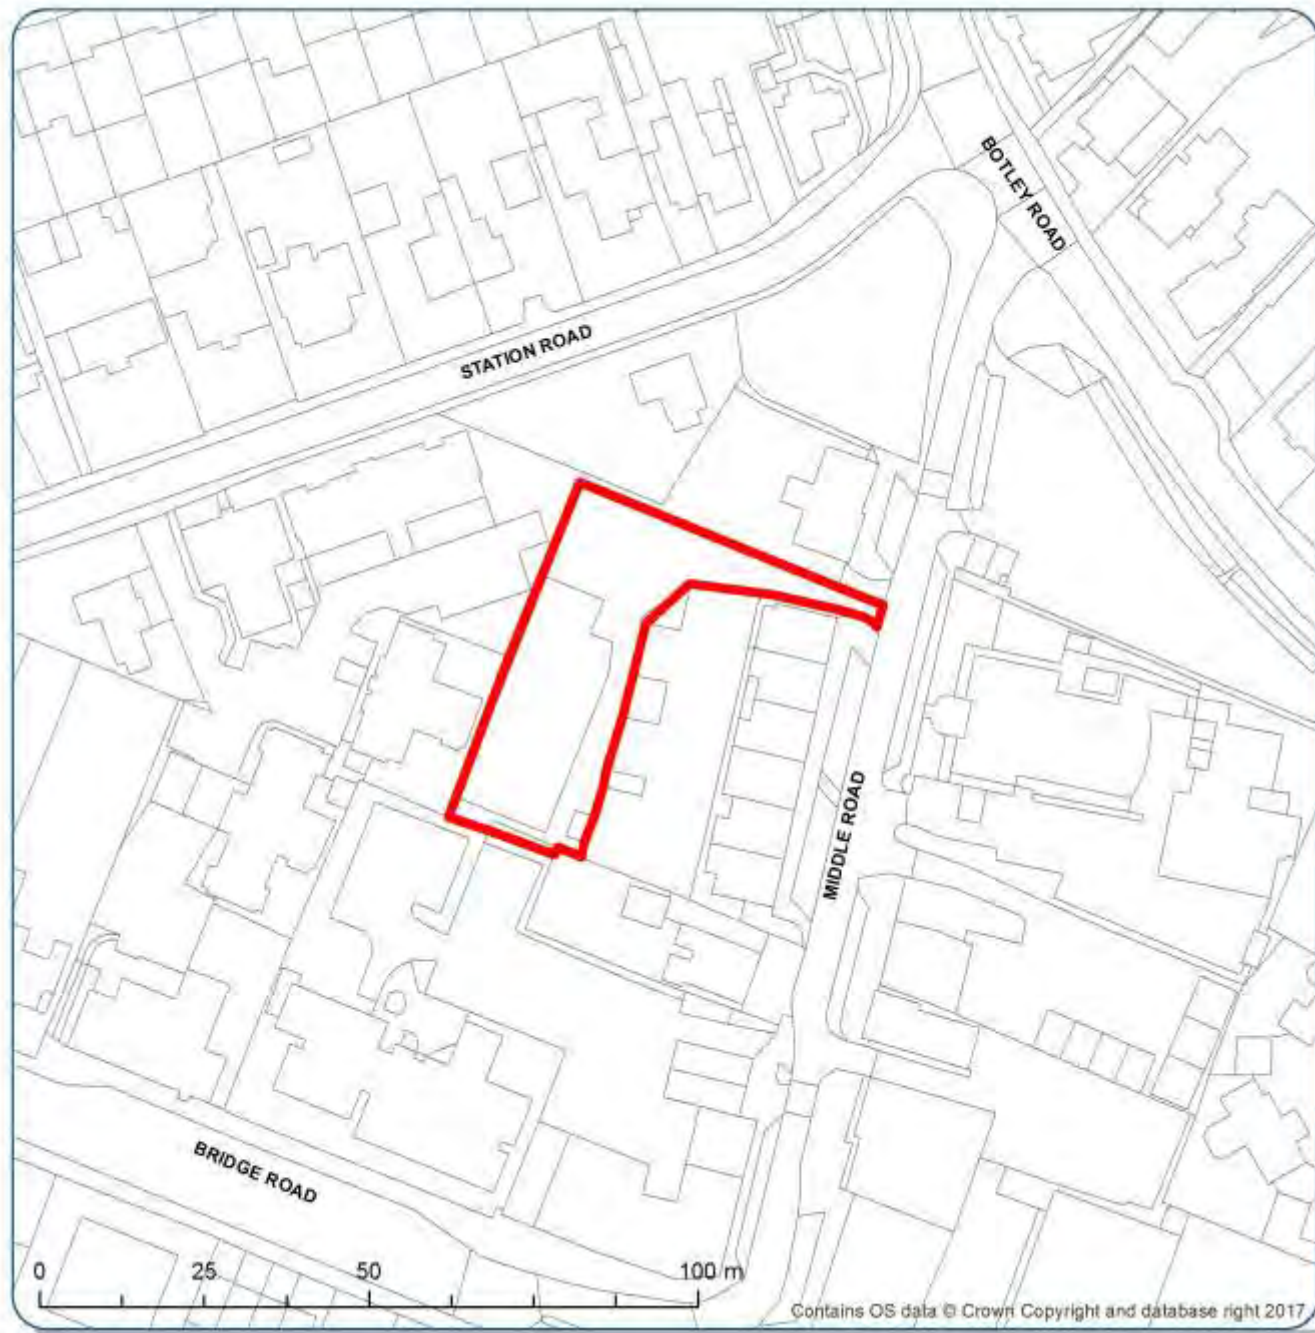 BOTLEY ROAD
STATION ROAD
MIDDLE ROAD
BRIDGE ROAD
0 25 50 100 m
Contains OS data © Crown Copyright and database right 2017